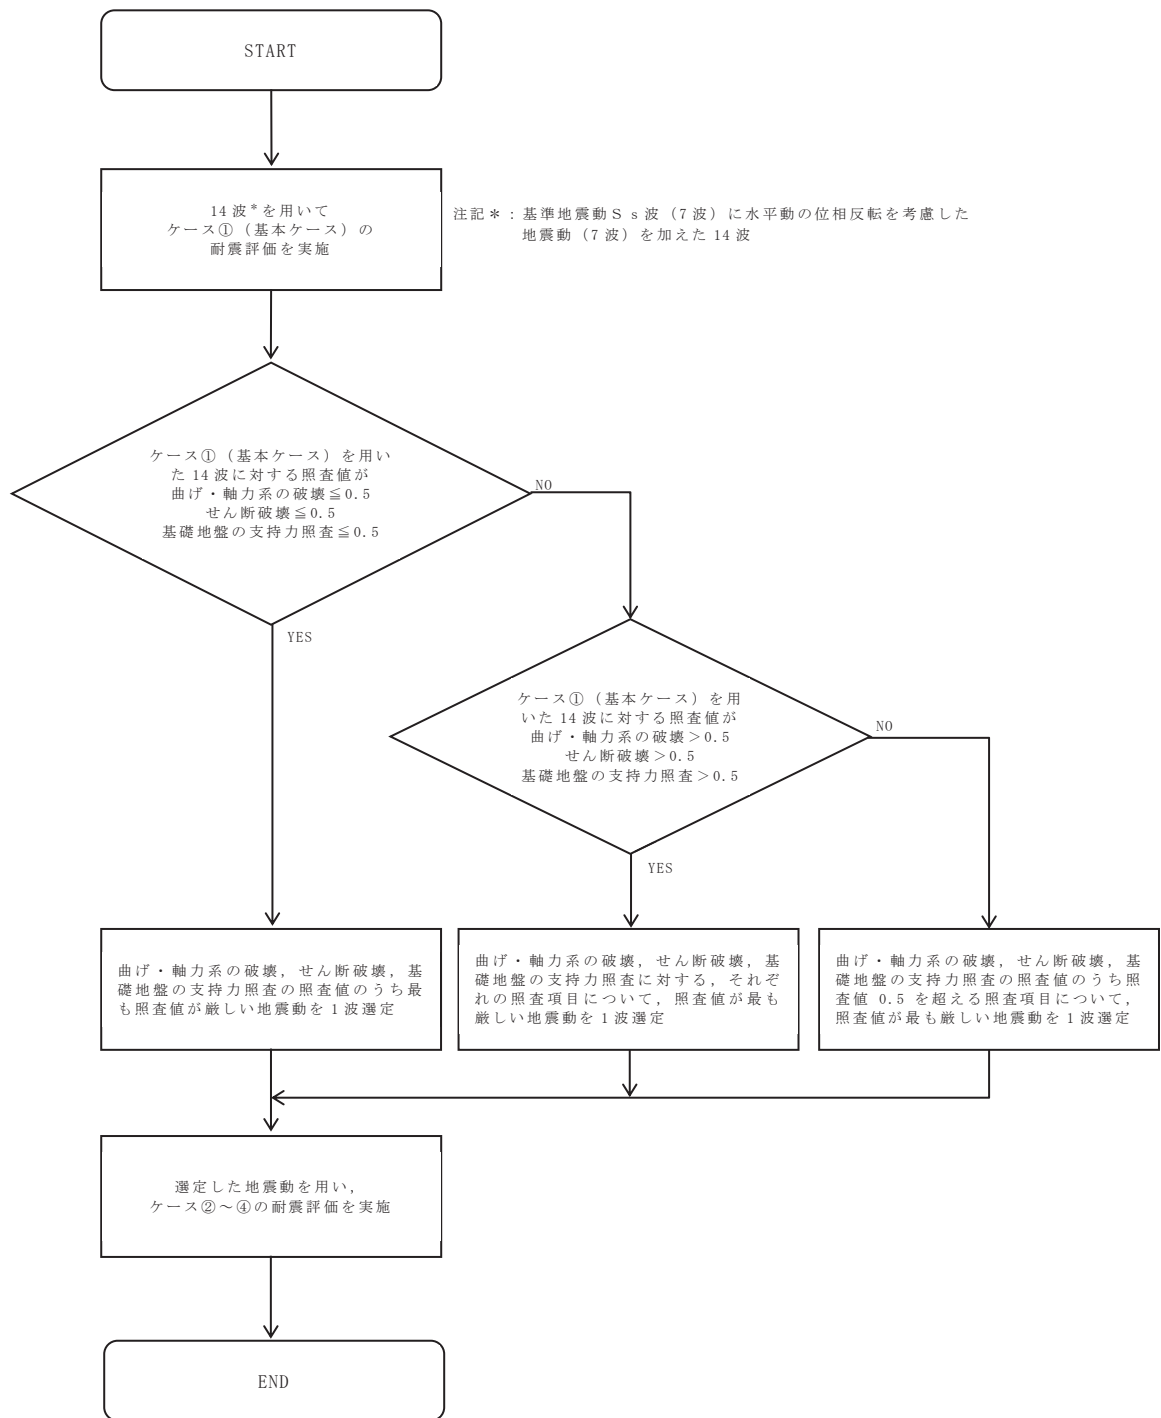 START
14波*を用いて
ケース①（基本ケース）の
耐震評価を実施
注記＊：基準地震動Ｓｓ波（7波）に水平動の位相反転を考慮した
地震動（7波）を加えた14波
ケース①（基本ケース）を用い
た14波に対する照査値が
曲げ・軸力系の破壊≦0.5
せん断破壊≦0.5
基礎地盤の支持力照査≦0.5
NO
YES
ケース①（基本ケース）を用
いた14波に対する照査値が
曲げ・軸力系の破壊＞0.5
せん断破壊＞0.5
基礎地盤の支持力照査＞0.5
NO
YES
曲げ・軸力系の破壊，せん断破壊，基
礎地盤の支持力照査の照査値のうち最
も照査値が厳しい地震動を1波選定
曲げ・軸力系の破壊，せん断破壊，基
礎地盤の支持力照査に対する，それぞ
れの照査項目について，照査値が最も
厳しい地震動を1波選定
曲げ・軸力系の破壊，せん断破壊，基
礎地盤の支持力照査の照査値のうち照
査値 0.5 を超える照査項目について，
照査値が最も厳しい地震動を1波選定
選定した地震動を用い，
ケース②～④の耐震評価を実施
END